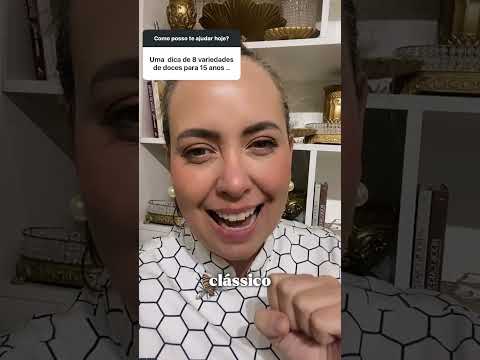 Como posso te ajudar hoje?
Uma dica de 8 variedades
de doces para 15 anos ..
clássico